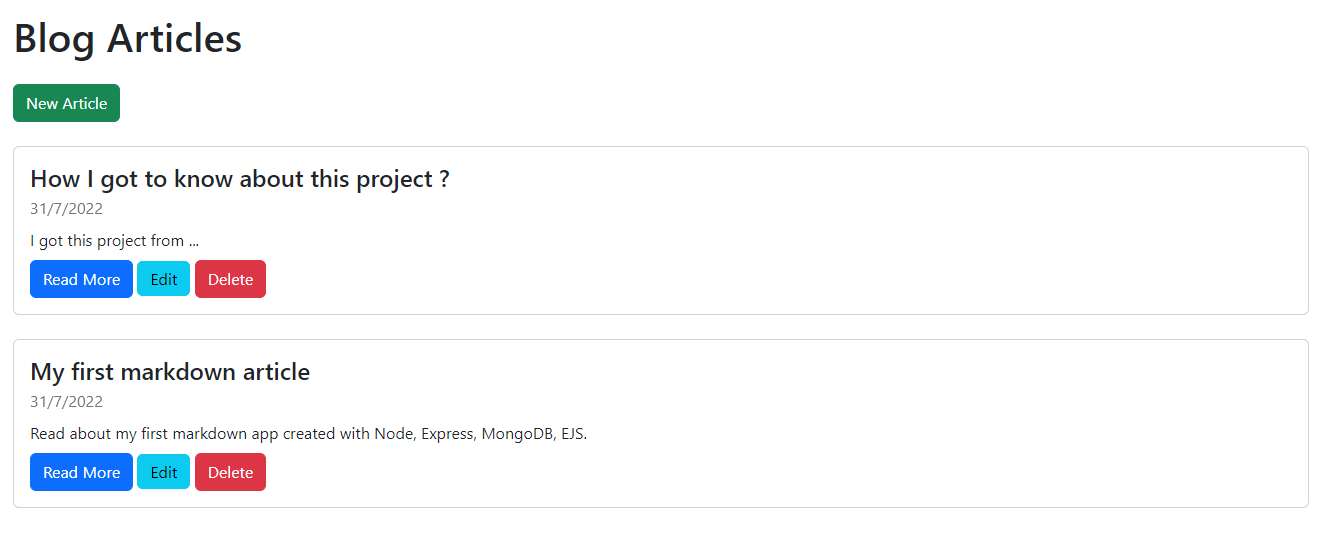 Blog Articles
New Article
How I got to know about this project ?
31/7/2022
I got this project from ...
Read More Edit Delete
My first markdown article
31/7/2022
Read about my first markdown app created with Node, Express, MongoDB, EJS.
Read More Edit Delete